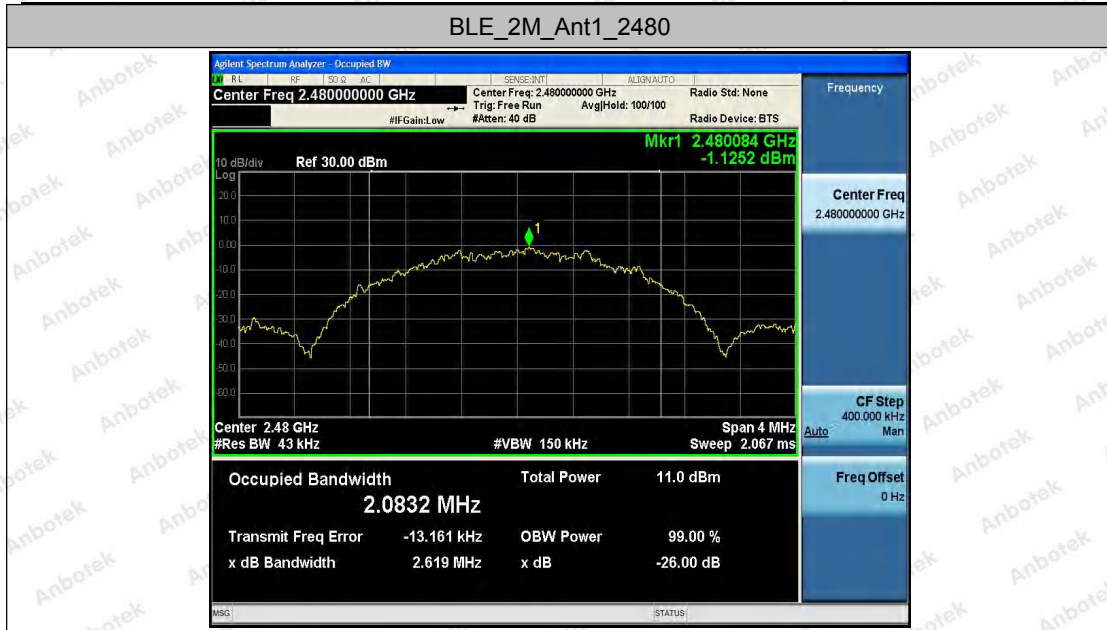 BLE_2M_Ant1_2480
Agilent Spectrum Analyzer - Occupied BW
RL RF 50 Ω AC SENSE:INT ALIGN AUTO
Center Freq 2.480000000 GHz
Center Freq: 2.480000000 GHz Radio Std: None
Trig: Free Run Avg|Hold: 100/100
#IFGain:Low #Atten: 40 dB Radio Device: BTS
Mkr1 2.480084 GHz
10 dB/div Ref 30.00 dBm -1.1252 dBm
Log
20.0
10.0
1
0.00
-10.0
-20.0
-30.0
-40.0
-50.0
-60.0
Center 2.48 GHz Span 4 MHz
#Res BW 43 kHz #VBW 150 kHz Sweep 2.067 ms
Occupied Bandwidth Total Power 11.0 dBm
2.0832 MHz
Transmit Freq Error -13.161 kHz OBW Power 99.00 %
x dB Bandwidth 2.619 MHz x dB -26.00 dB
MSG STATUS
Frequency
Center Freq
2.480000000 GHz
CF Step
400.000 kHz
Auto Man
Freq Offset
0 Hz
Anbotek